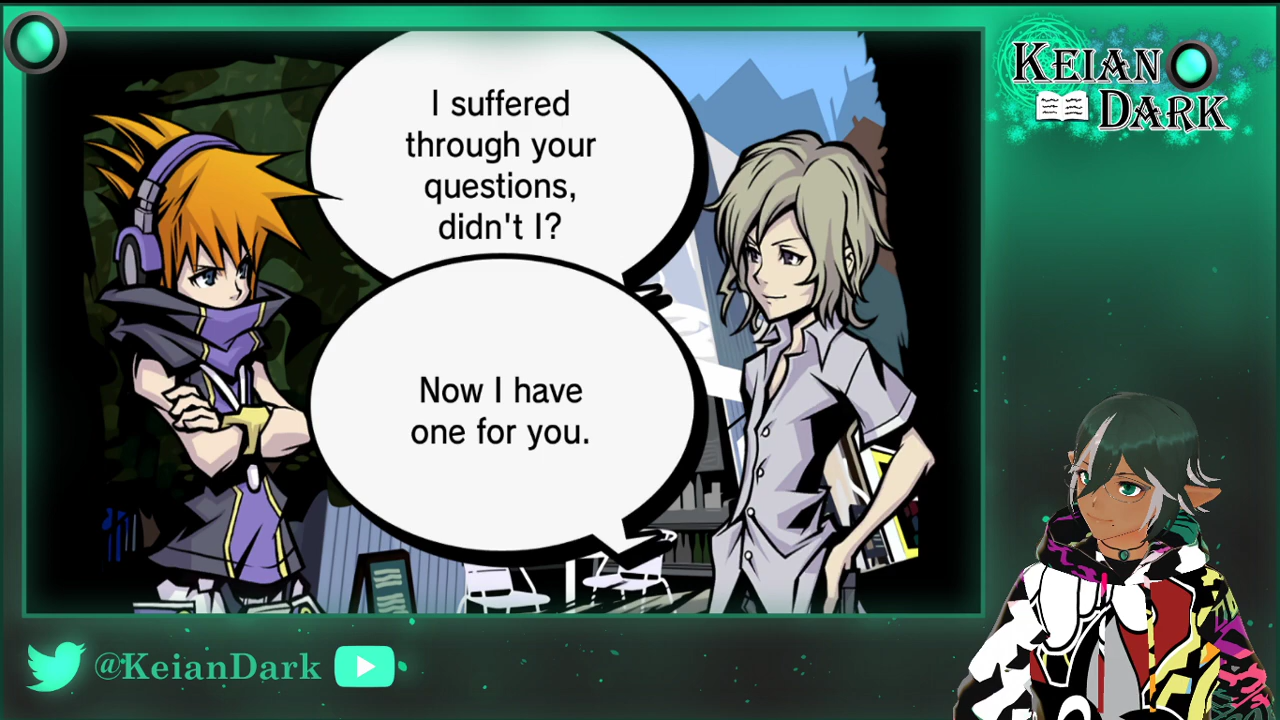 I suffered
through your
questions,
didn't I?
Now I have
one for you.
KEIAN
DARK
@KeianDark